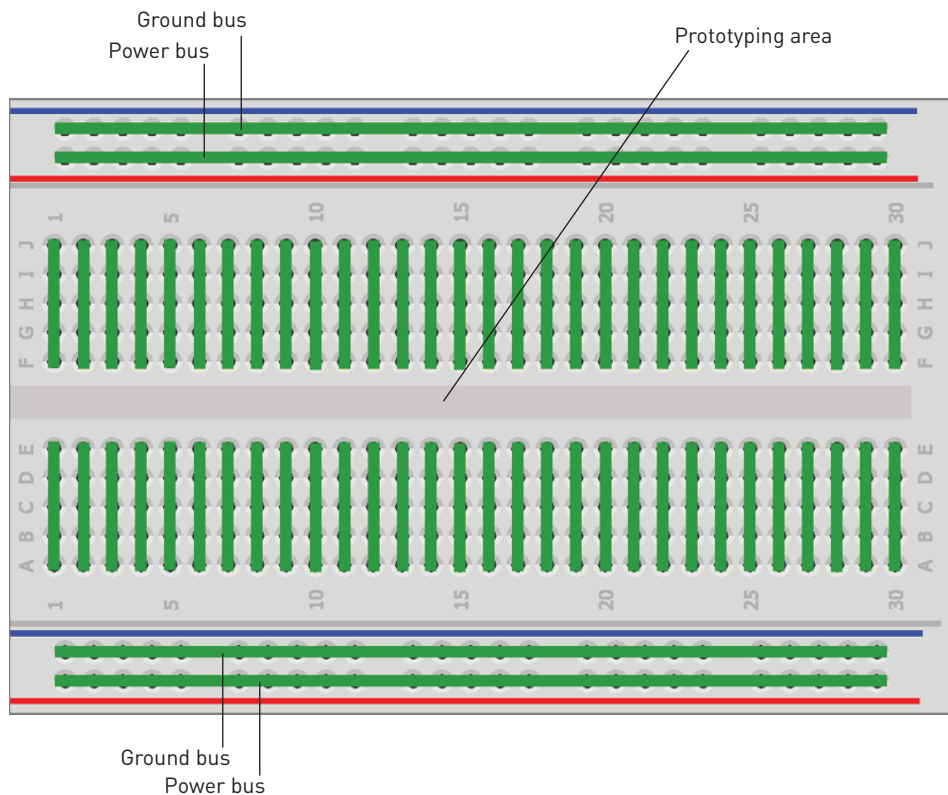 Ground bus
Power bus
Prototyping area
1 5 10 15 20 25 30
J J
I I
H H
G G
F F
E E
D D
C C
B B
A A
1 5 10 15 20 25 30
Ground bus
Power bus